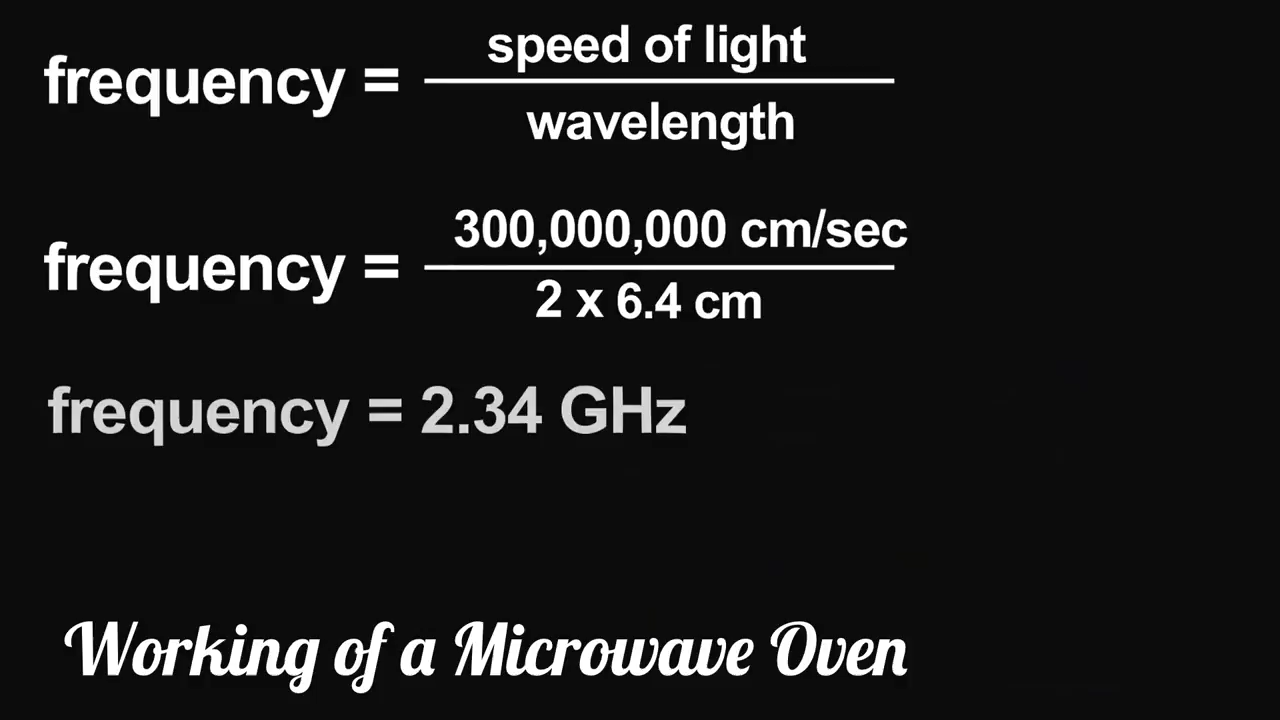 frequency = speed of light
wavelength
frequency = 300,000,000 cm/sec
2 x 6.4 cm
frequency = 2.34 GHz
Working of a Microwave Oven